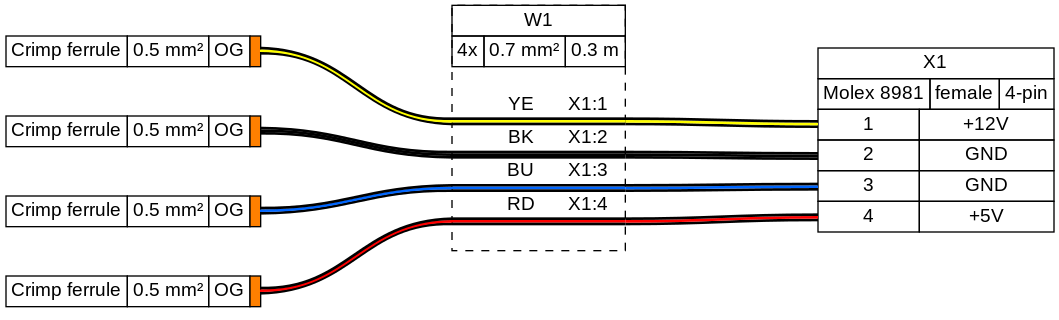 Crimp ferrule 0.5 mm² OG
Crimp ferrule 0.5 mm² OG
Crimp ferrule 0.5 mm² OG
Crimp ferrule 0.5 mm² OG
W1
4x 0.7 mm² 0.3 m
YE X1:1
BK X1:2
BU X1:3
RD X1:4
X1
Molex 8981 female 4-pin
1 +12V
2 GND
3 GND
4 +5V